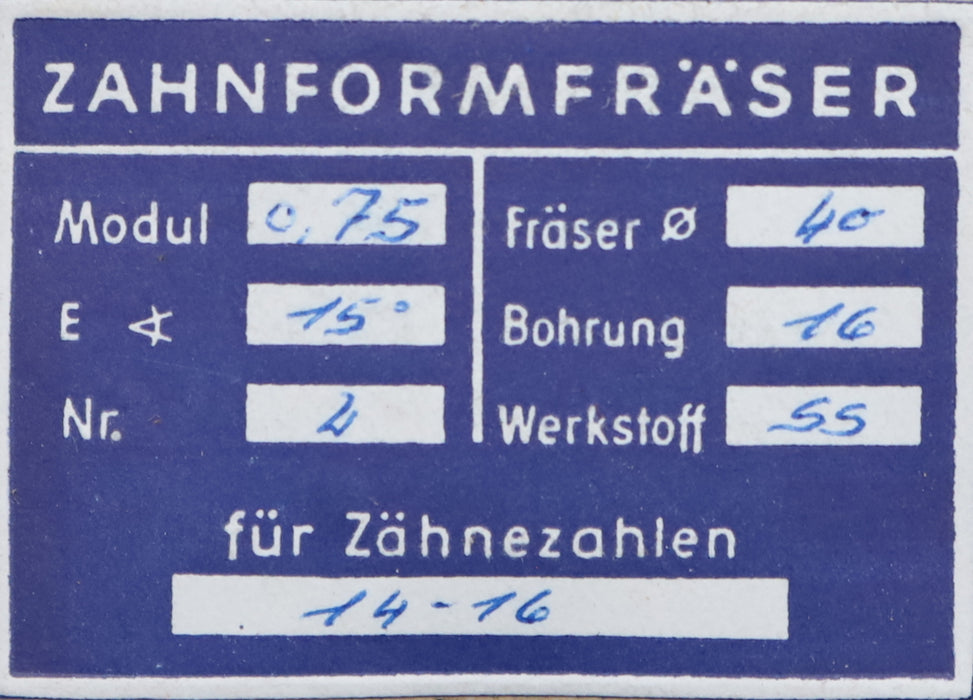 ZAHNFORMFRÄSER
Modul 0,75
E ∢ 15°
Nr. 2
Fräser Ø 40
Bohrung 16
Werkstoff SS
für Zähnezahlen
14-16